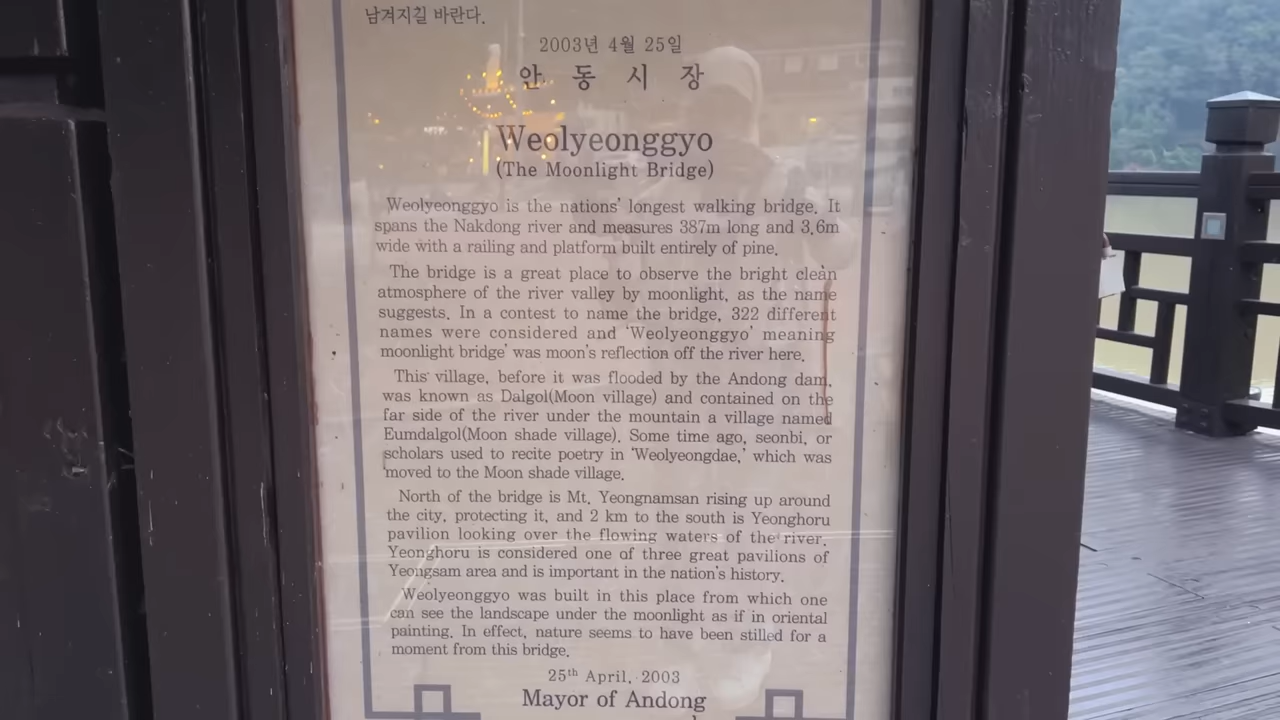 남겨지길 바란다.
2003년 4월 25일
안 동 시 장
Weolyeonggyo
(The Moonlight Bridge)
Weolyeonggyo is the nations' longest walking bridge. It
spans the Nakdong river and measures 387m long and 3.6m
wide with a railing and platform built entirely of pine.
The bridge is a great place to observe the bright clean
atmosphere of the river valley by moonlight, as the name
suggests. In a contest to name the bridge, 322 different
names were considered and 'Weolyeonggyo' meaning
moonlight bridge' was moon's reflection off the river here.
This village, before it was flooded by the Andong dam,
was known as Dalgol(Moon village) and contained on the
far side of the river under the mountain a village named
Eumdalgol(Moon shade village). Some time ago, seonbi, or
scholars used to recite poetry in 'Weolyeongdae,' which was
moved to the Moon shade village.
North of the bridge is Mt. Yeongnamsan rising up around
the city, protecting it, and 2 km to the south is Yeonghoru
pavilion looking over the flowing waters of the river.
Yeonghoru is considered one of three great pavilions of
Yeongsam area and is important in the nation's history.
Weolyeonggyo was built in this place from which one
can see the landscape under the moonlight as if in oriental
painting. In effect, nature seems to have been stilled for a
moment from this bridge.
25th April, 2003
Mayor of Andong